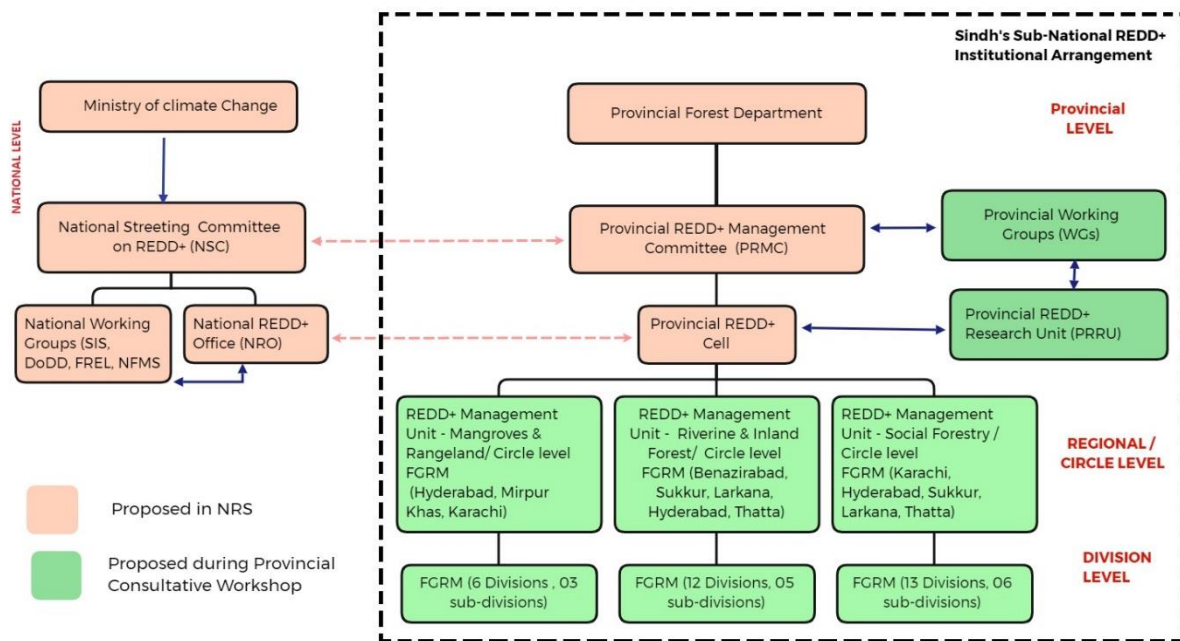 Sindh's Sub-National REDD+
Institutional Arrangement
NATIONAL LEVEL
Ministry of climate Change
National Streeting Committee
on REDD+ (NSC)
National Working
Groups (SIS,
DoDD, FREL, NFMS
National REDD+
Office (NRO)
Provincial Forest Department
Provincial
LEVEL
Provincial REDD+ Management
Committee (PRMC)
Provincial Working
Groups (WGs)
Provincial REDD+
Cell
Provincial REDD+
Research Unit (PRRU)
REDD+ Management
Unit - Mangroves &
Rangeland/ Circle level
FGRM
(Hyderabad, Mirpur
Khas, Karachi)
REDD+ Management
Unit - Riverine & Inland
Forest/ Circle level
FGRM (Benazirabad,
Sukkur, Larkana,
Hyderabad, Thatta)
REDD+ Management
Unit - Social Forestry /
Circle level
FGRM (Karachi,
Hyderabad, Sukkur,
Larkana, Thatta)
REGIONAL /
CIRCLE LEVEL
FGRM (6 Divisions , 03
sub-divisions)
FGRM (12 Divisions, 05
sub-divisions)
FGRM (13 Divisions, 06
sub-divisions)
DIVISION
LEVEL
Proposed in NRS
Proposed during Provincial
Consultative Workshop